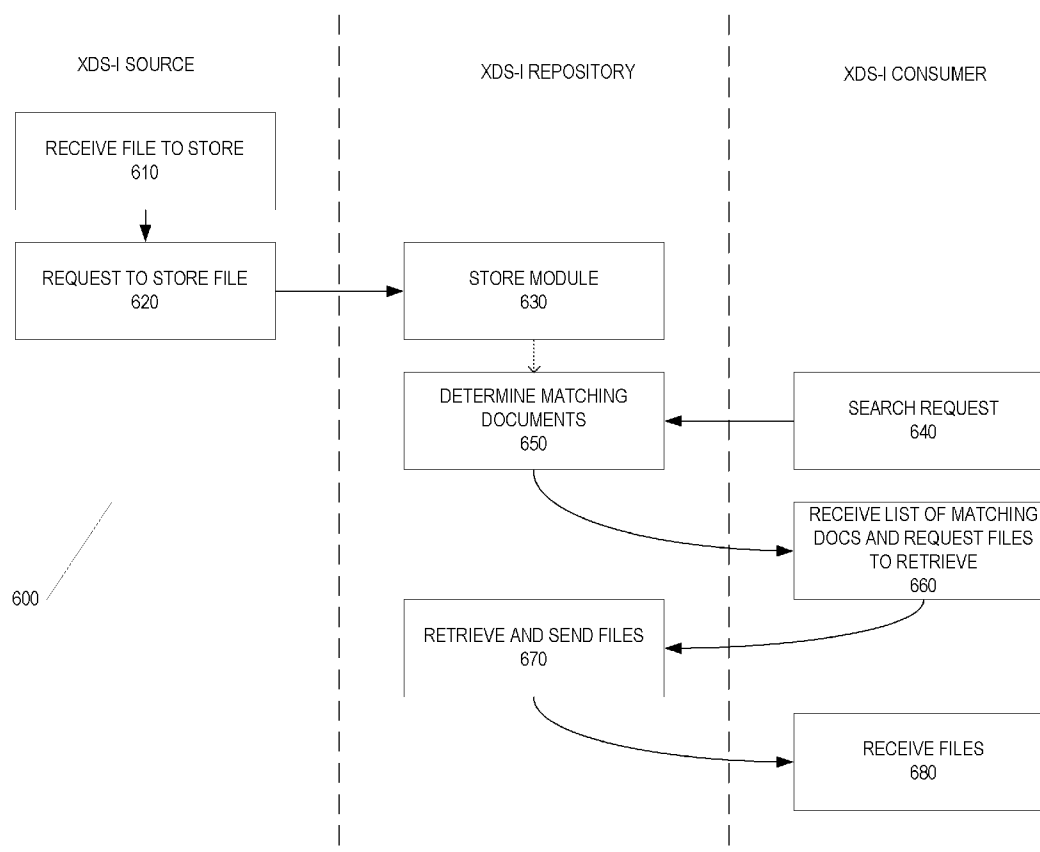 XDS-I SOURCE
XDS-I REPOSITORY
XDS-I CONSUMER
RECEIVE FILE TO STORE
610
REQUEST TO STORE FILE
620
STORE MODULE
630
DETERMINE MATCHING
DOCUMENTS
650
SEARCH REQUEST
640
RECEIVE LIST OF MATCHING
DOCS AND REQUEST FILES
TO RETRIEVE
660
600
RETRIEVE AND SEND FILES
670
RECEIVE FILES
680